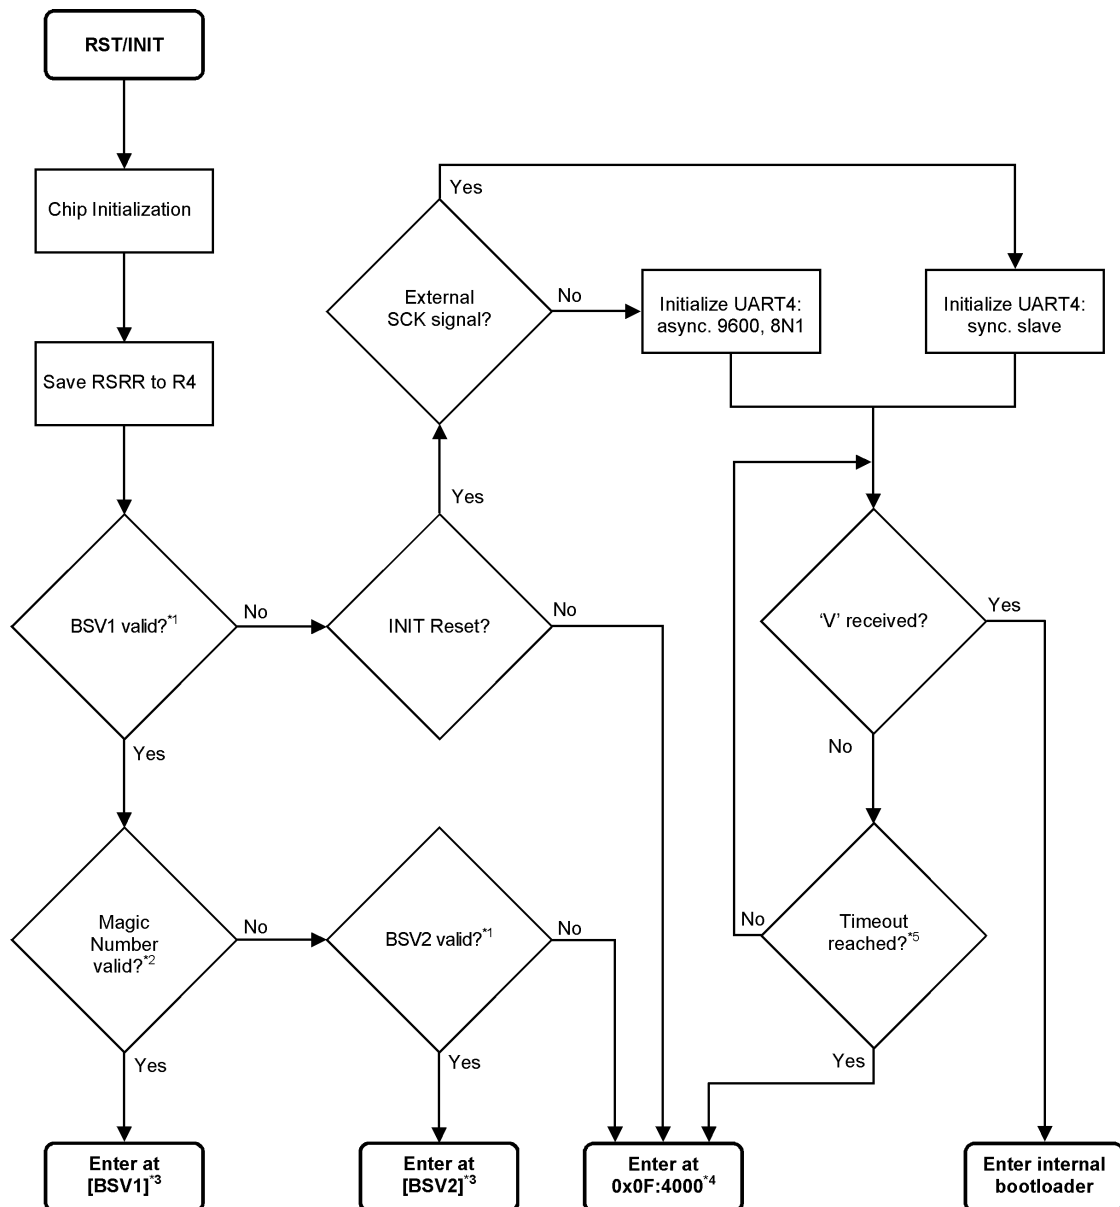 RST/INIT
Chip Initialization
Save RSRR to R4
BSV1 valid?*1
No
Yes
Magic
Number
valid?*2
No
Yes
Enter at
[BSV1]*3
INIT Reset?
Yes
No
External
SCK signal?
Yes
No
Initialize UART4:
async. 9600, 8N1
Initialize UART4:
sync. slave
BSV2 valid?*1
No
Yes
Enter at
[BSV2]*3
Enter at
0x0F:4000*4
‘V’ received?
Yes
No
Timeout
reached?*5
No
Yes
Enter internal
bootloader